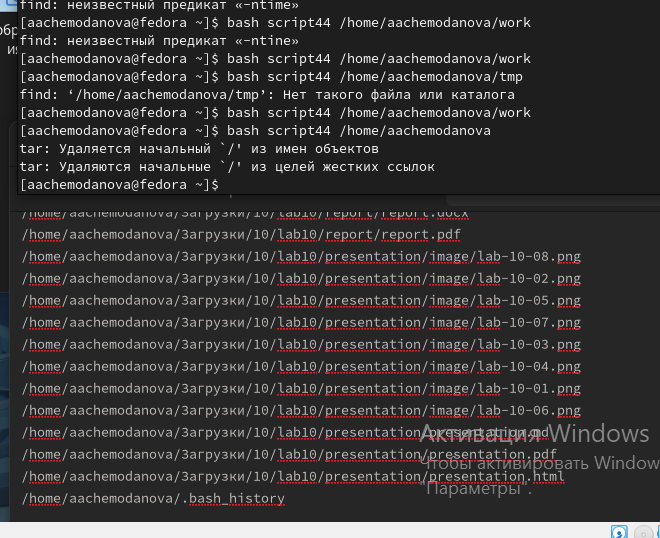 find: неизвестный предикат «-ntime»
[aachemodanova@fedora ~]$ bash script44 /home/aachemodanova/work
find: неизвестный предикат «-ntine»
[aachemodanova@fedora ~]$ bash script44 /home/aachemodanova/work
[aachemodanova@fedora ~]$ bash script44 /home/aachemodanova/tmp
find: ‘/home/aachemodanova/tmp’: Нет такого файла или каталога
[aachemodanova@fedora ~]$ bash script44 /home/aachemodanova/work
[aachemodanova@fedora ~]$ bash script44 /home/aachemodanova
tar: Удаляется начальный `/' из имен объектов
tar: Удаляются начальные `/' из целей жестких ссылок
[aachemodanova@fedora ~]$
/home/aachemodanova/Загрузки/10/lab10/report/report.docx
/home/aachemodanova/Загрузки/10/lab10/report/report.pdf
/home/aachemodanova/Загрузки/10/lab10/presentation/image/lab-10-08.png
/home/aachemodanova/Загрузки/10/lab10/presentation/image/lab-10-02.png
/home/aachemodanova/Загрузки/10/lab10/presentation/image/lab-10-05.png
/home/aachemodanova/Загрузки/10/lab10/presentation/image/lab-10-07.png
/home/aachemodanova/Загрузки/10/lab10/presentation/image/lab-10-03.png
/home/aachemodanova/Загрузки/10/lab10/presentation/image/lab-10-04.png
/home/aachemodanova/Загрузки/10/lab10/presentation/image/lab-10-01.png
/home/aachemodanova/Загрузки/10/lab10/presentation/image/lab-10-06.png
/home/aachemodanova/Загрузки/10/lab10/presentation/presentation.md
/home/aachemodanova/Загрузки/10/lab10/presentation/presentation.pdf
/home/aachemodanova/Загрузки/10/lab10/presentation/presentation.html
/home/aachemodanova/.bash_history
Активация Windows
Чтобы активировать Window
"Параметры".